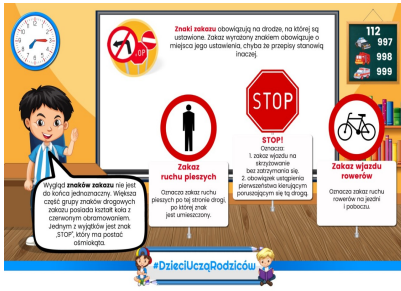 Znaki zakazu obowiązują na drodze, na której są
ustawione. Zakaz wyrażony znakiem obowiązuje o
miejsca jego ustawienia, chyba że przepisy stanowią
inaczej.
STOP
112
997
998
999
STOP
Zakaz
ruchu pieszych
Oznacza zakaz ruchu
pieszych po tej stronie drogi,
po której znak
jest umieszczony.
STOP!
Oznacza:
1. zakaz wjazdu na
skrzyżowanie
bez zatrzymania się.
2. obowiązek ustąpienia
pierwszeństwa kierującym
poruszającym się tą drogą.
Zakaz wjazdu
rowerów
Oznacza zakaz ruchu
rowerów na jezdni
i poboczu.
Wygląd znaków zakazu nie jest
do końca jednoznaczny. Większa
część grupy znaków drogowych
zakazu posiada kształt koła z
czerwonym obramowaniem.
Jednym z wyjątków jest znak
„STOP", który ma postać
ośmiokąta.
#DzieciUcząRodziców